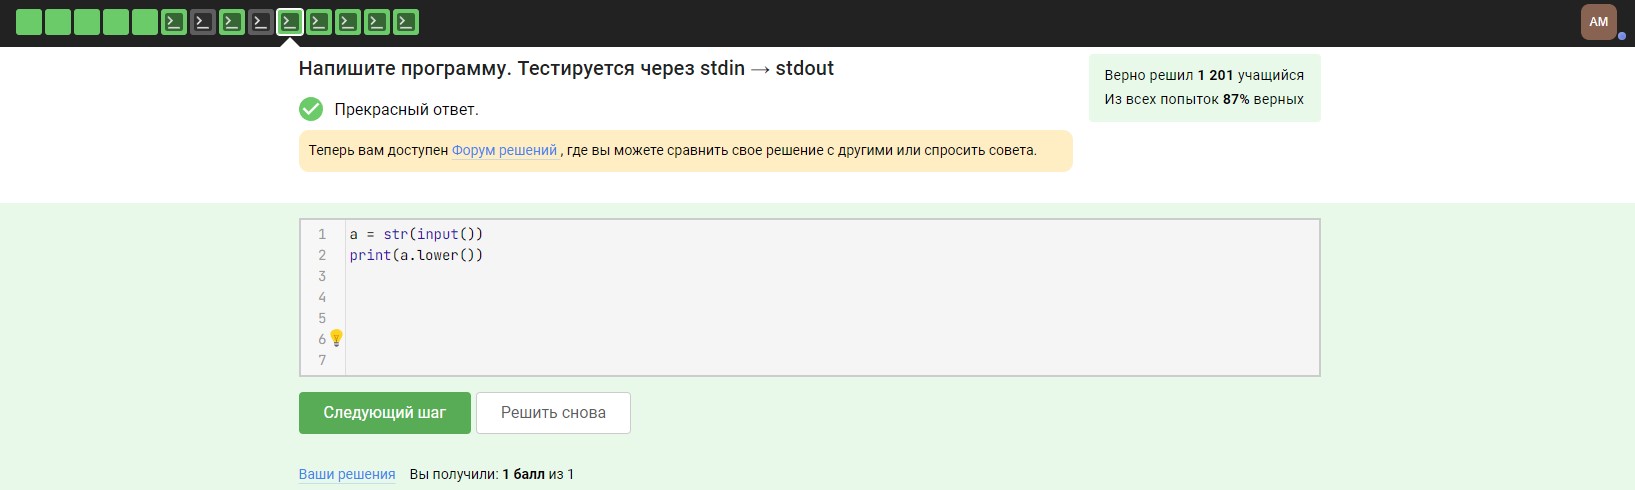 AM
Напишите программу. Тестируется через stdin → stdout
Верно решил 1 201 учащийся
Из всех попыток 87% верных
Прекрасный ответ.
Теперь вам доступен Форум решений , где вы можете сравнить свое решение с другими или спросить совета.
1 a = str(input())
2 print(a.lower())
3
4
5
6
7
Следующий шаг Решить снова
Ваши решения Вы получили: 1 балл из 1